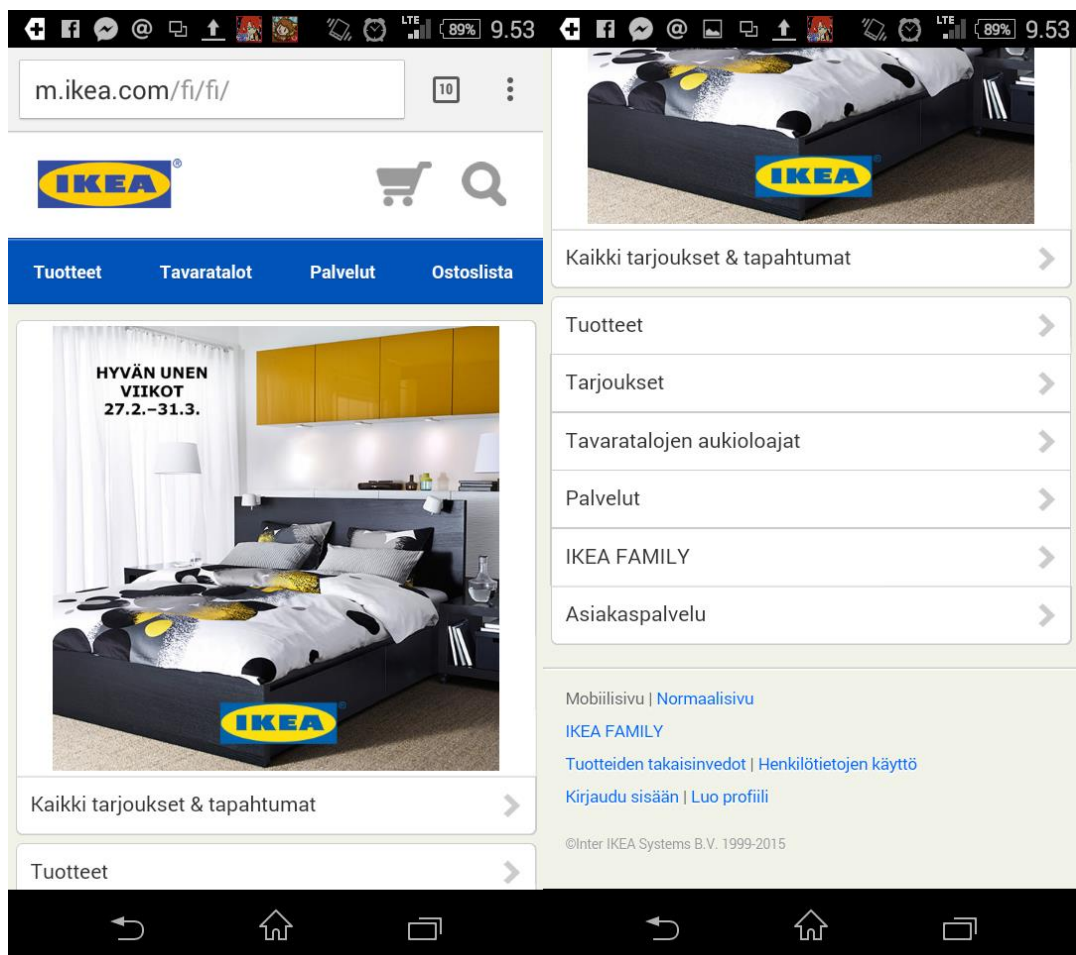 LTE 89% 9.53
m.ikea.com/fi/fi/
10
IKEA®
Tuotteet Tavaratalot Palvelut Ostoslista
HYVÄN UNEN
VIIKOT
27.2.–31.3.
IKEA®
Kaikki tarjoukset & tapahtumat
Tuotteet
LTE 89% 9.53
IKEA®
Kaikki tarjoukset & tapahtumat
Tuotteet
Tarjoukset
Tavaratalojen aukioloajat
Palvelut
IKEA FAMILY
Asiakaspalvelu
Mobiilisivu | Normaalisivu
IKEA FAMILY
Tuotteiden takaisinvedot | Henkilötietojen käyttö
Kirjaudu sisään | Luo profiili
©Inter IKEA Systems B.V. 1999-2015